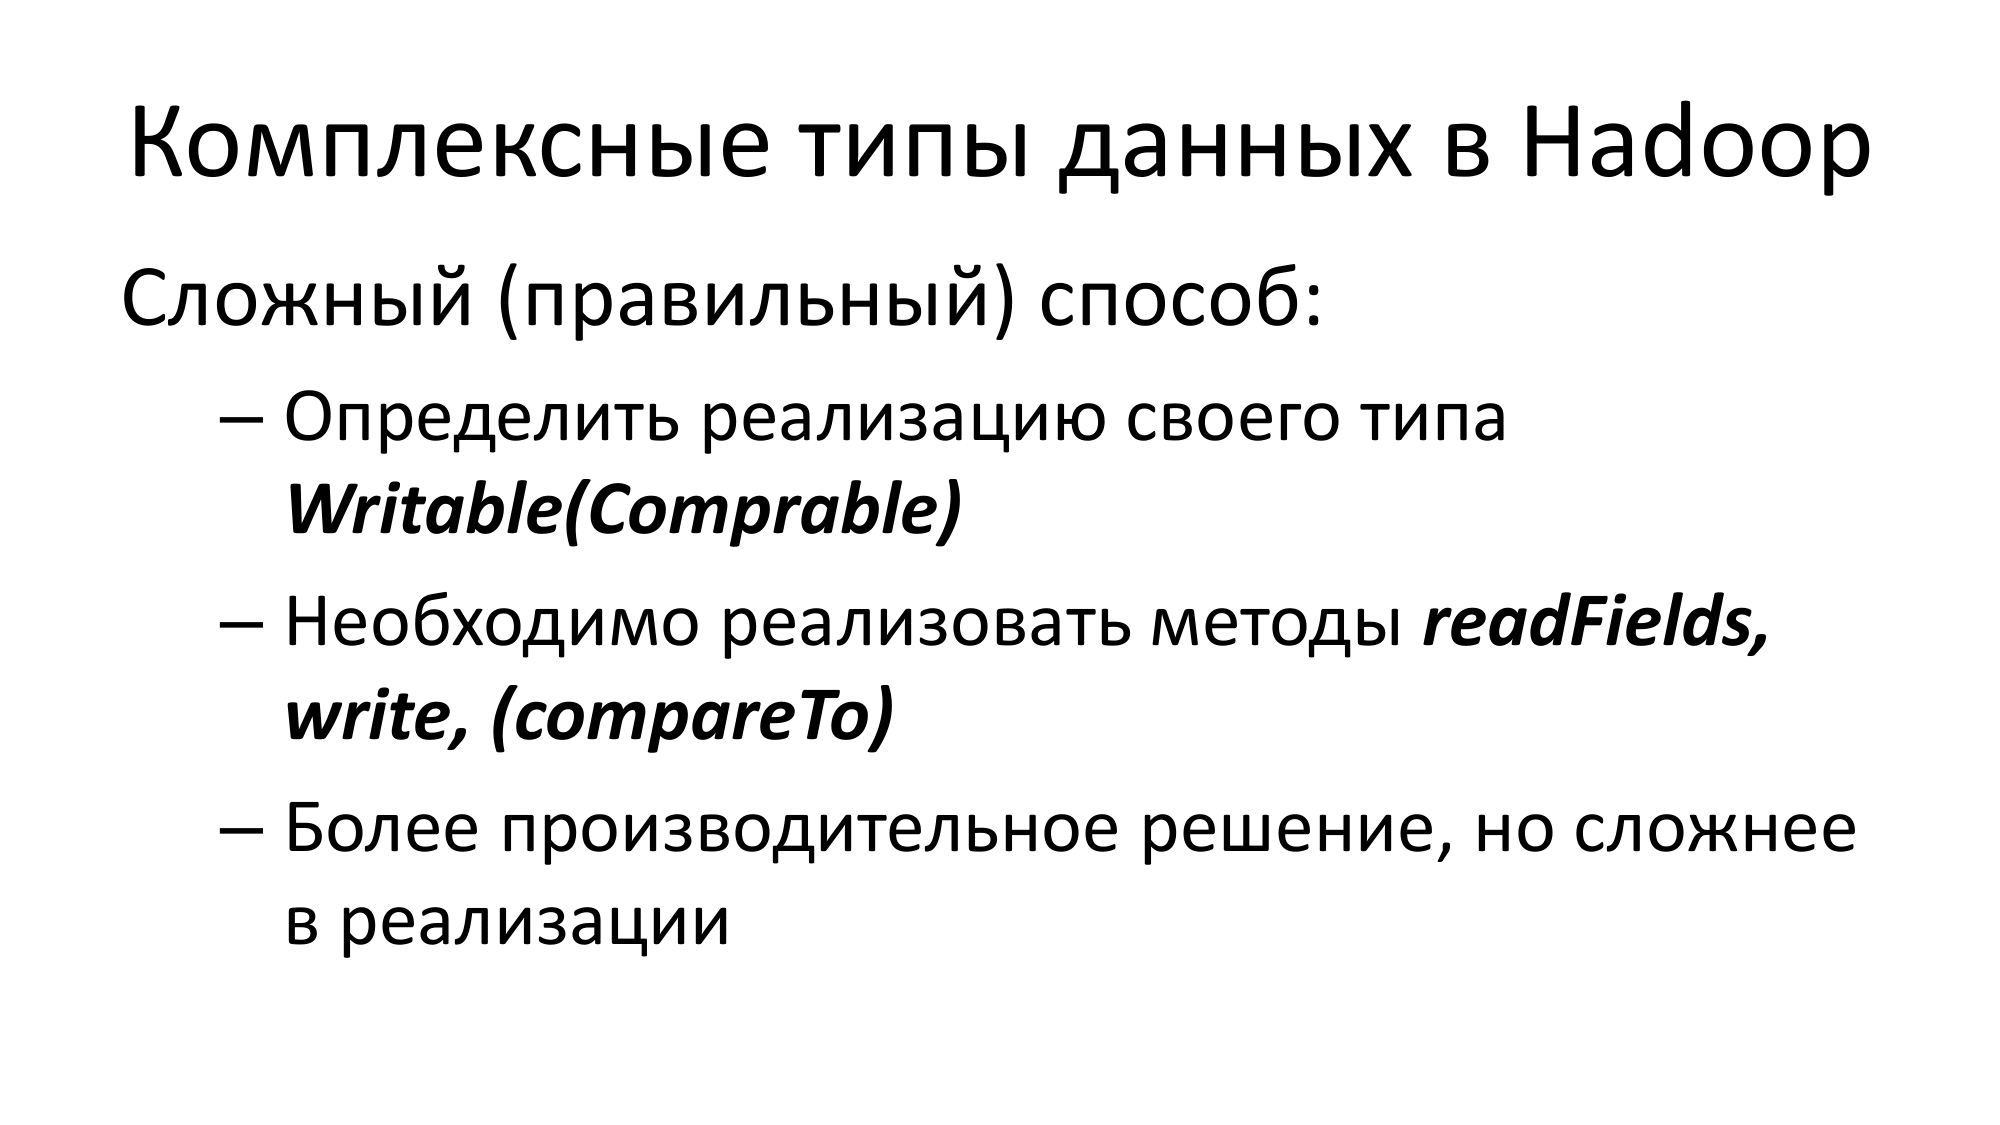 Комплексные типы данных в Hadoop
Сложный (правильный) способ:
– Определить реализацию своего типа
Writable(Comprable)
– Необходимо реализовать методы readFields,
write, (compareTo)
– Более производительное решение, но сложнее
в реализации